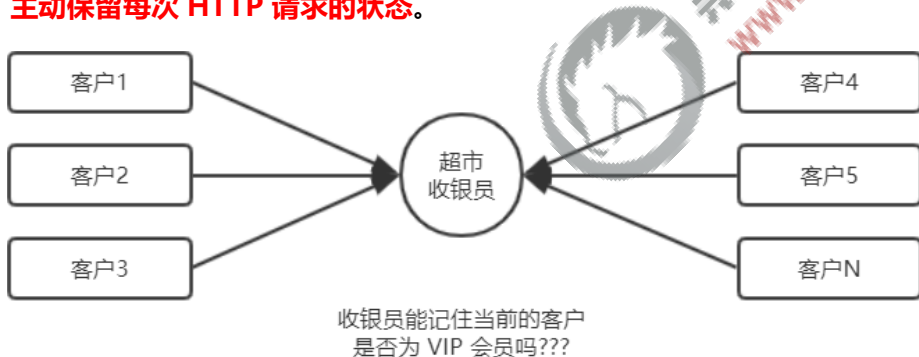 主动保留每次 HTTP 请求的状态。
客户1
客户2
客户3
超市
收银员
客户4
客户5
客户N
收银员能记住当前的客户
是否为 VIP 会员吗???